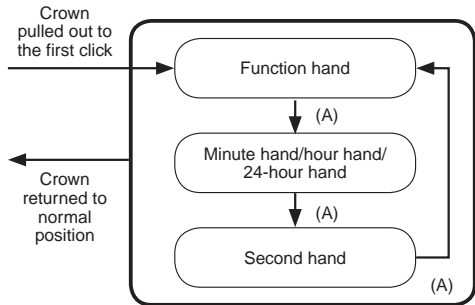 Crown
pulled out to
the first click
Function hand
(A)
Minute hand/hour hand/
24-hour hand
Crown
returned to
normal
position
(A)
Second hand
(A)